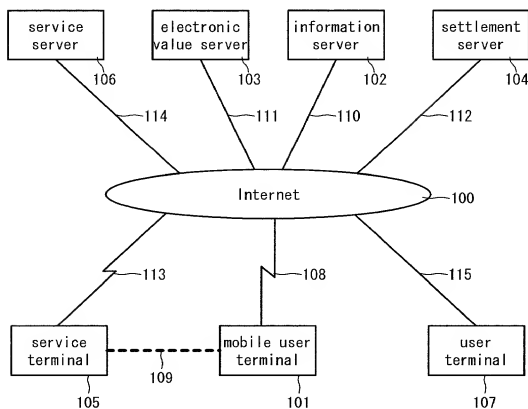 service
server
106
electronic
value server
103
information
server
102
settlement
server
104
114
111
110
112
Internet
100
113
108
115
service
terminal
105
109
mobile user
terminal
101
user
terminal
107